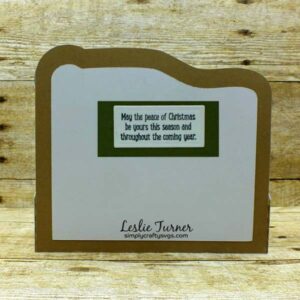 May the peace of Christmas
be yours this season and
throughout the coming year.
Leslie Turner
simplycraftysvgs.com